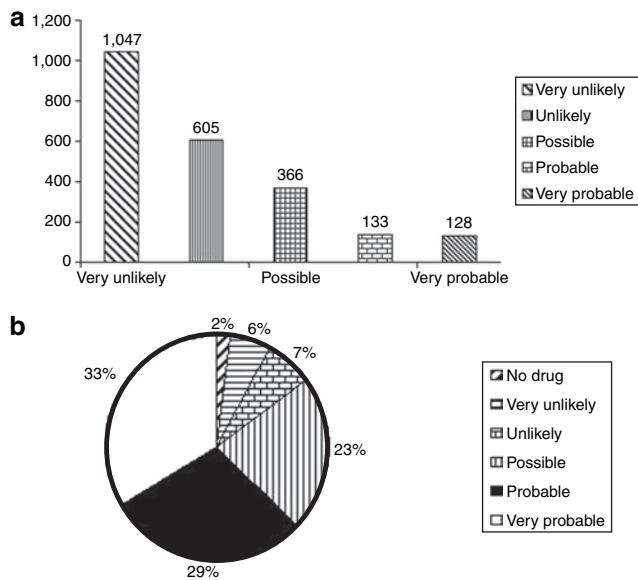 a
1,200
1,000
800
600
400
200
0
1,047
605
366
133
128
Very unlikely
Possible
Very probable
Very unlikely
Unlikely
Possible
Probable
Very probable
b
2%
6%
7%
23%
29%
33%
No drug
Very unlikely
Unlikely
Possible
Probable
Very probable